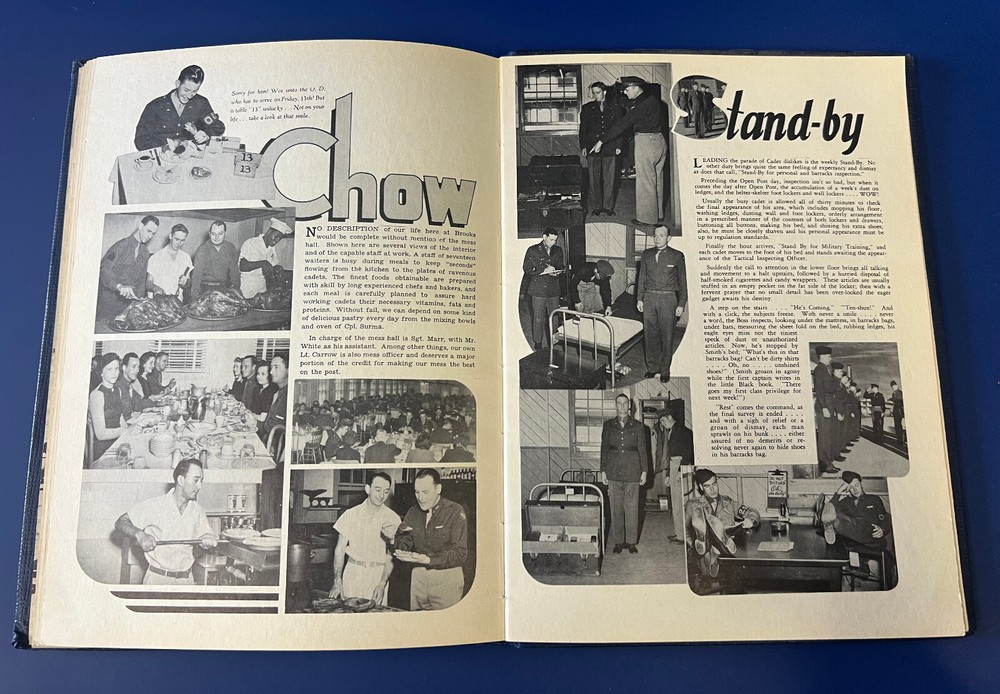 Sorry for him! Woe unto the O. D.
who has to serve on Friday, 13th! But
is table "13" unlucky . . . Not on your
life . . . take a look at that smile.
13
13
Chow
NO DESCRIPTION of our life here at Brooks
would be complete without mention of the mess
hall. Shown here are several views of the interior
and of the capable staff at work. A staff of seventeen
waiters is busy during meals to keep "seconds"
flowing from the kitchen to the plates of ravenous
cadets. The finest foods obtainable are prepared
with skill by long experienced chefs and bakers, and
each meal is carefully planned to assure hard
working cadets their necessary vitamins, fats and
proteins. Without fail, we can depend on some kind
of delicious pastry every day from the mixing bowls
and oven of Cpl. Surma.
In charge of the mess hall is Sgt. Marr, with Mr.
White as his assistant. Among other things, our own
Lt. Carrow is also mess officer and deserves a major
portion of the credit for making our mess the best
on the post.
Stand-by
LEADING the parade of Cadet dislikes is the weekly Stand-By. No
other duty brings quite the same feeling of expectancy and dismay
as does that call, "Stand-By for personal and barracks inspection."
Preceding the Open Post day, inspection isn't so bad, but when it
comes the day after Open Post, the accumulation of a week's dust on
ledges, and the helter-skelter foot lockers and wall lockers . . . . WOW!
Usually the busy cadet is allowed all of thirty minutes to check
the final appearance of his area, which includes mopping his floor,
washing ledges, dusting wall and foot lockers, orderly arrangement
in a prescribed manner of the contents of both lockers and drawers,
buttoning all buttons, making his bed, and shining his extra shoes;
also, he must be closely shaven and his personal appearance must be
up to regulation standards.
Finally the hour arrives, "Stand By for Military Training," and
each cadet moves to the foot of his bed and stands awaiting the appear-
ance of the Tactical Inspecting Officer.
Suddenly the call to attention in the lower floor brings all talking
and movement to a halt upstairs, followed by a hurried disposal of
half-smoked cigarettes and candy wrappers. These articles are usually
stuffed in an empty pocket on the far side of the locker; then with a
fervent prayer that no small detail has been over-looked the eager
gadget awaits his destiny.
A step on the stairs . . . . "He's Coming." "Ten-shut!" And
with a click, the subjects freeze. With never a smile . . . . never
a word, the Boss inspects, looking under the mattress, in barracks bags,
under hats, measuring the sheet fold on the bed, rubbing ledges, his
eagle eyes miss not the tiniest
speck of dust or unauthorized
articles. Now, he's stopped by
Smith's bed; "What's this in that
barracks bag? Can't be dirty shirts
. . . . Oh, no . . . . unshined
shoes!" (Smith groans in agony
while the first captain writes in
the little Black book. "There
goes my first class privilege for
next week!")
"Rest" comes the command, as
the final survey is ended . . . .
and with a sigh of relief or a
groan of dismay, each man
sprawls on his bunk . . . . either
assured of no demerits or re-
solving never again to hide shoes
in his barracks bag.
DO NOT
DISTURB